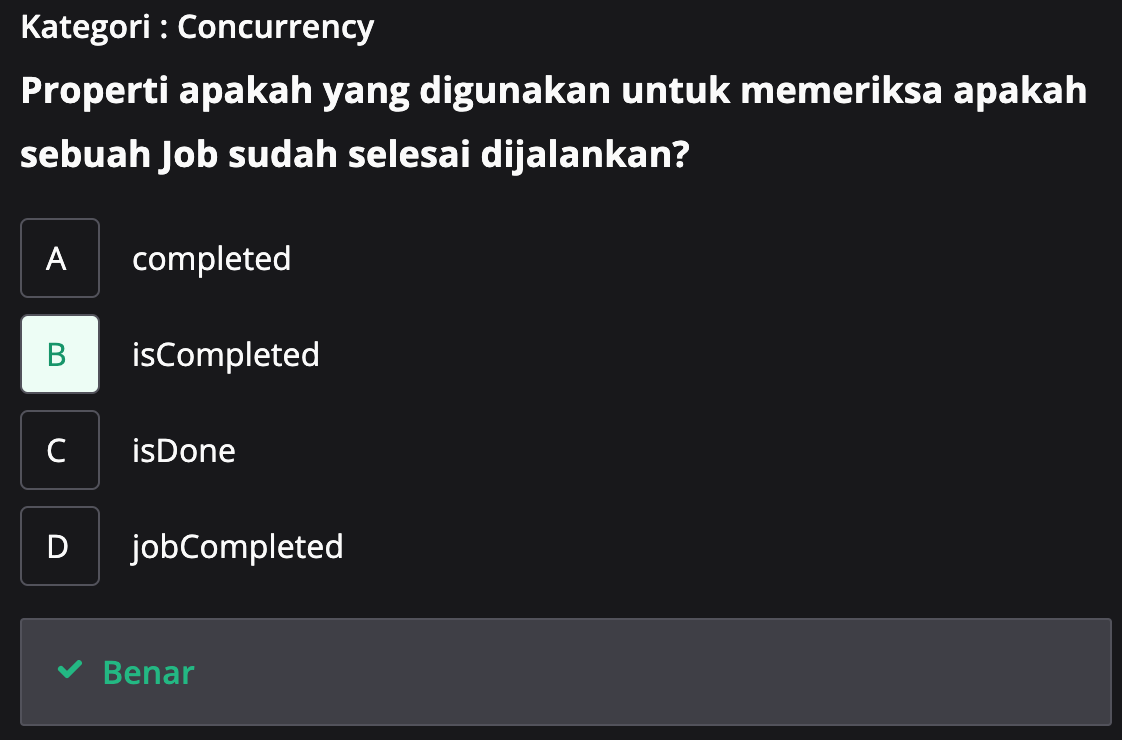 Kategori : Concurrency
Properti apakah yang digunakan untuk memeriksa apakah
sebuah Job sudah selesai dijalankan?
A completed
B isCompleted
C isDone
D jobCompleted
✔ Benar